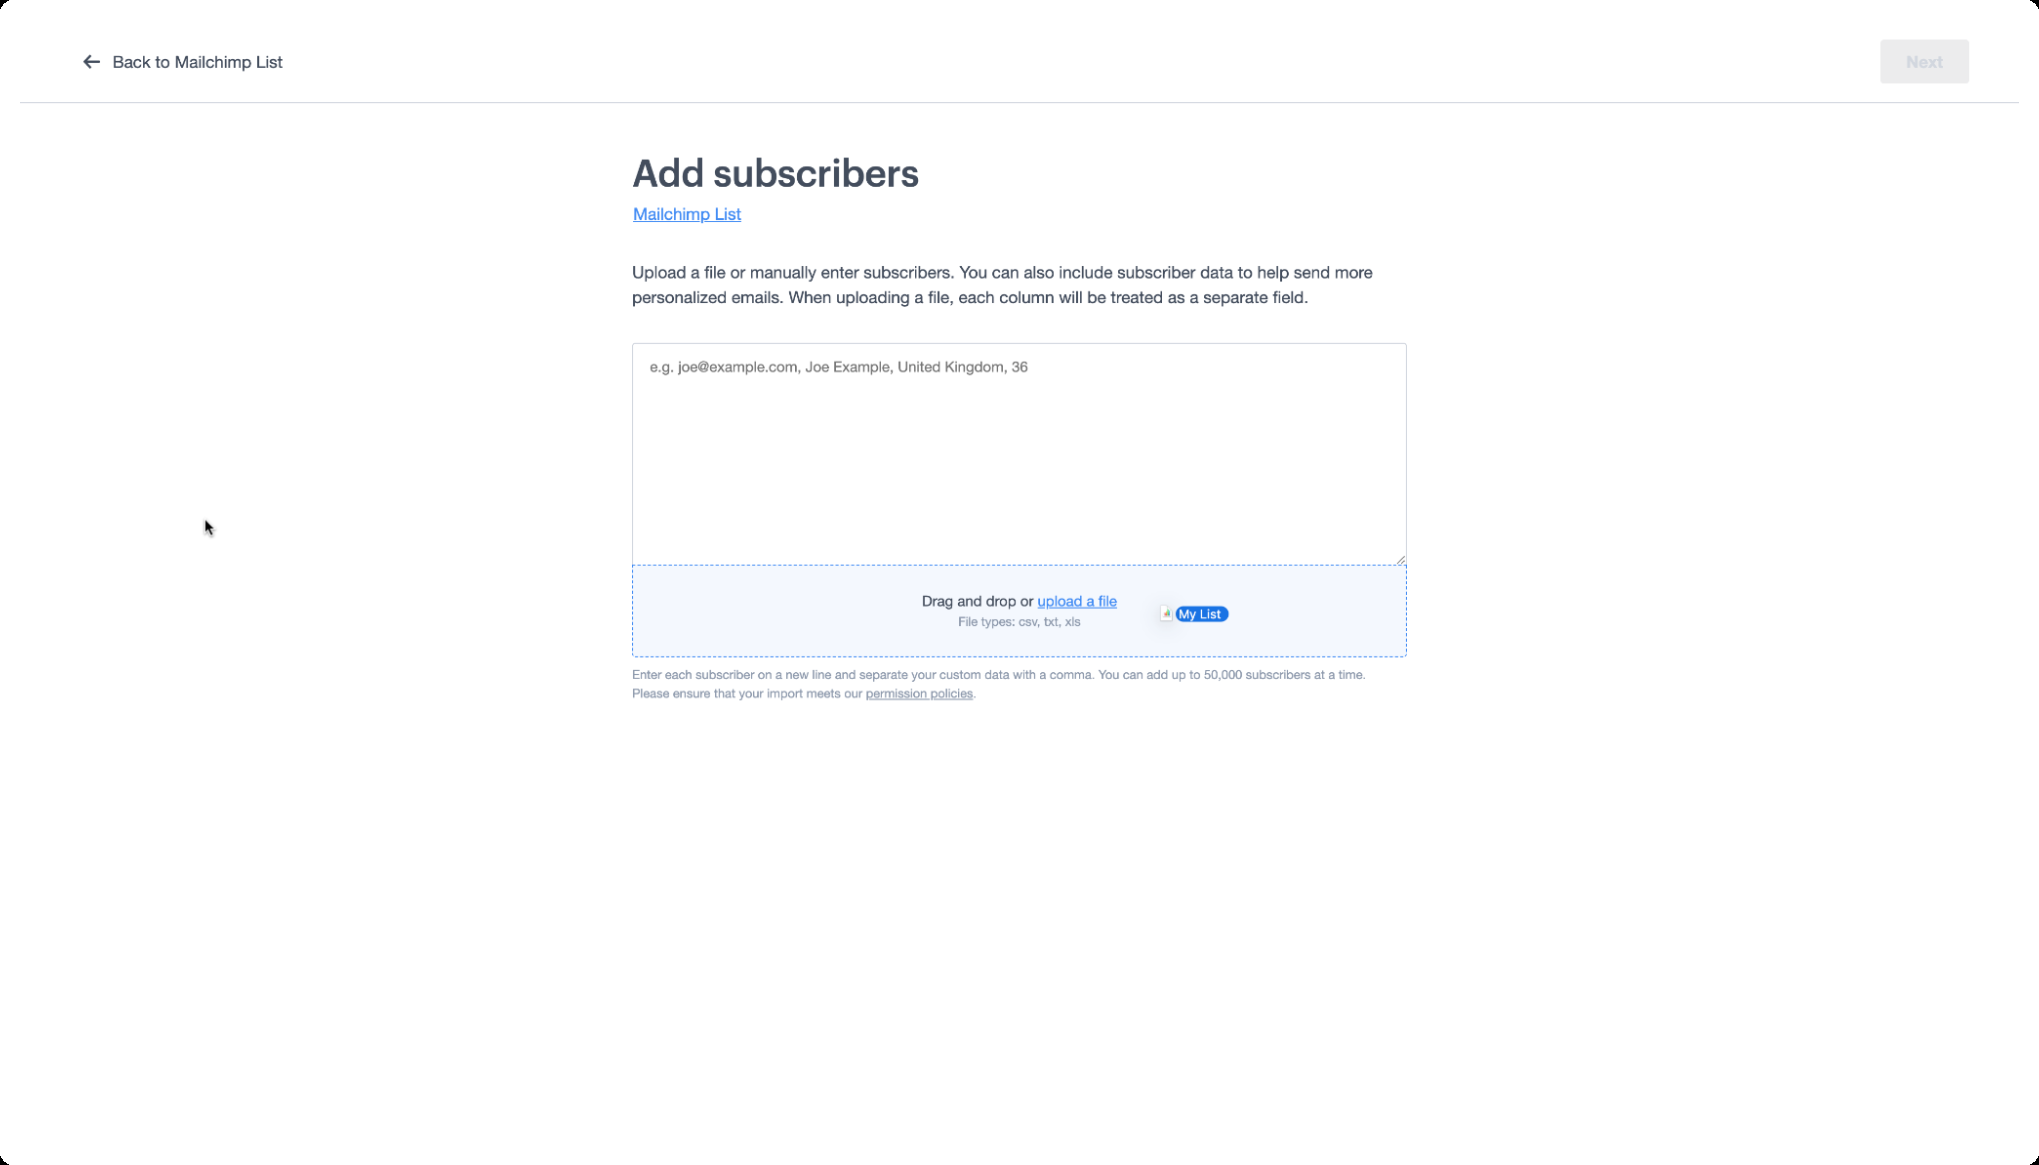 Back to Mailchimp List
Next
Add subscribers
Mailchimp List
Upload a file or manually enter subscribers. You can also include subscriber data to help send more
personalized emails. When uploading a file, each column will be treated as a separate field.
e.g. joe@example.com, Joe Example, United Kingdom, 36
Drag and drop or upload a file
My List
File types: csv, txt, xls
Enter each subscriber on a new line and separate your custom data with a comma. You can add up to 50,000 subscribers at a time.
Please ensure that your import meets our permission policies.